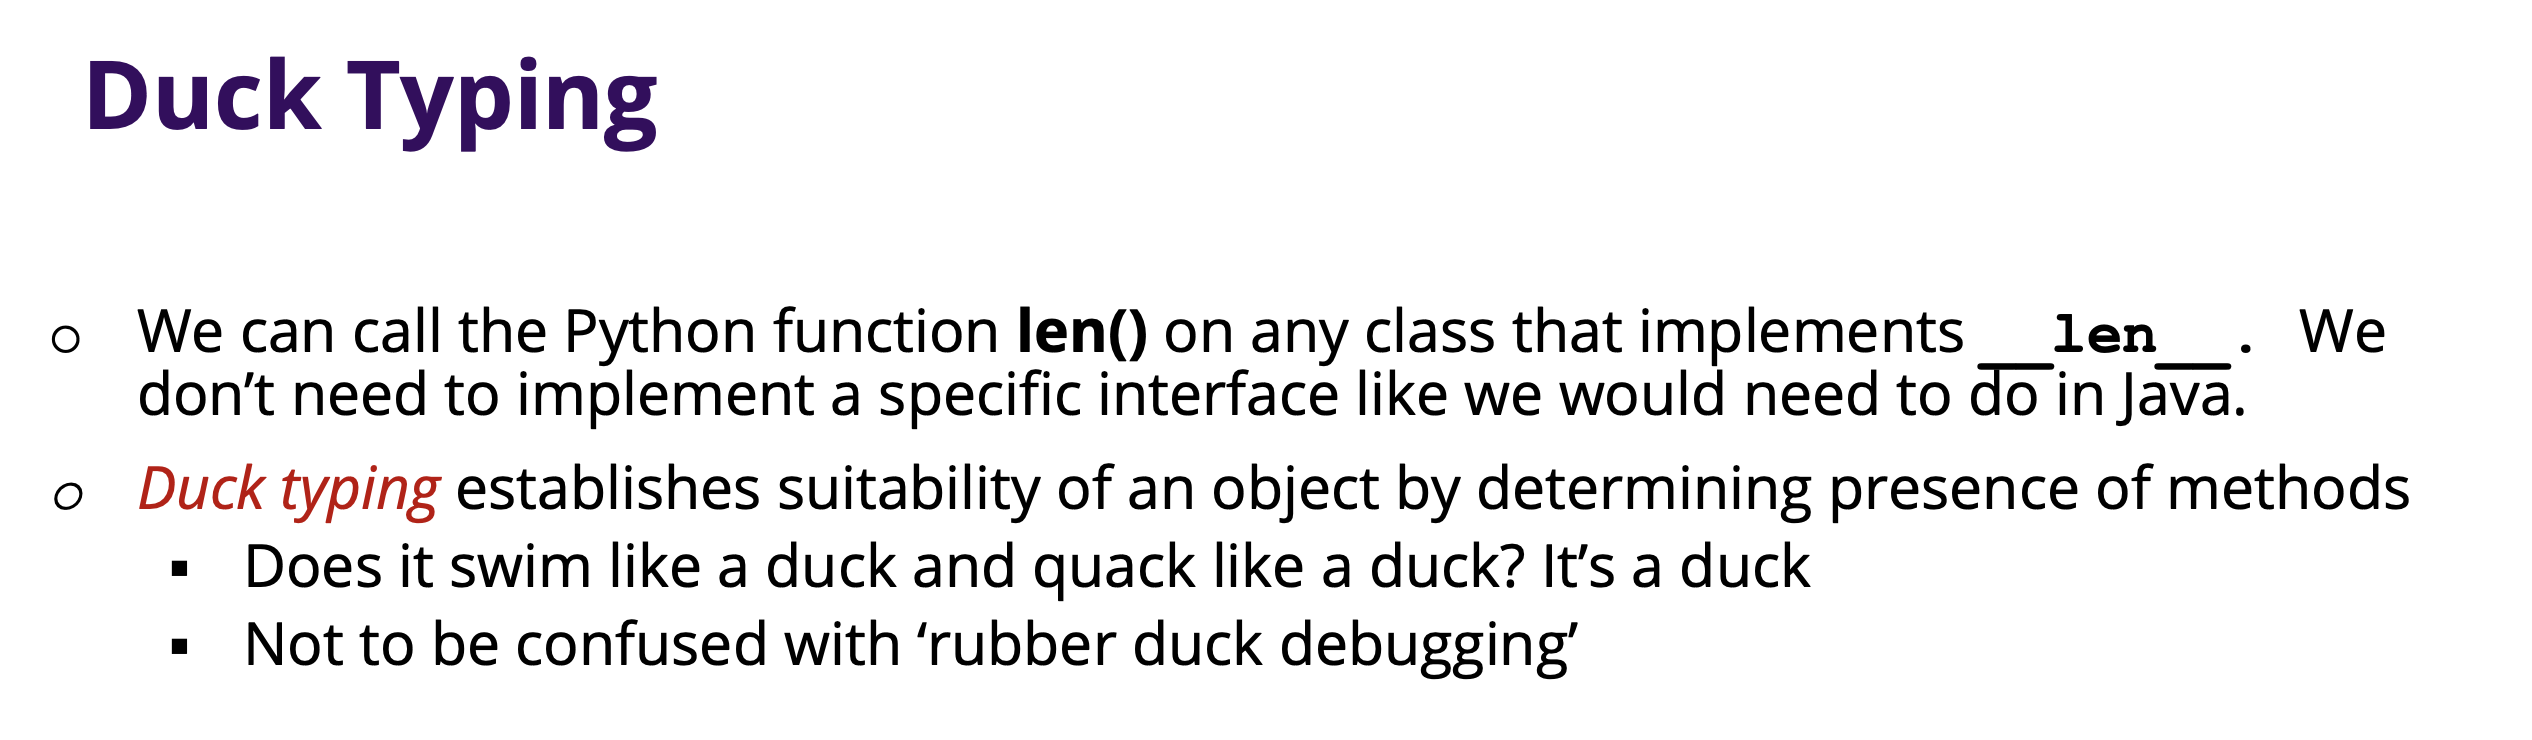 Duck Typing
○ We can call the Python function len() on any class that implements __len__. We
don’t need to implement a specific interface like we would need to do in Java.
○ Duck typing establishes suitability of an object by determining presence of methods
▪ Does it swim like a duck and quack like a duck? It’s a duck
▪ Not to be confused with ‘rubber duck debugging’